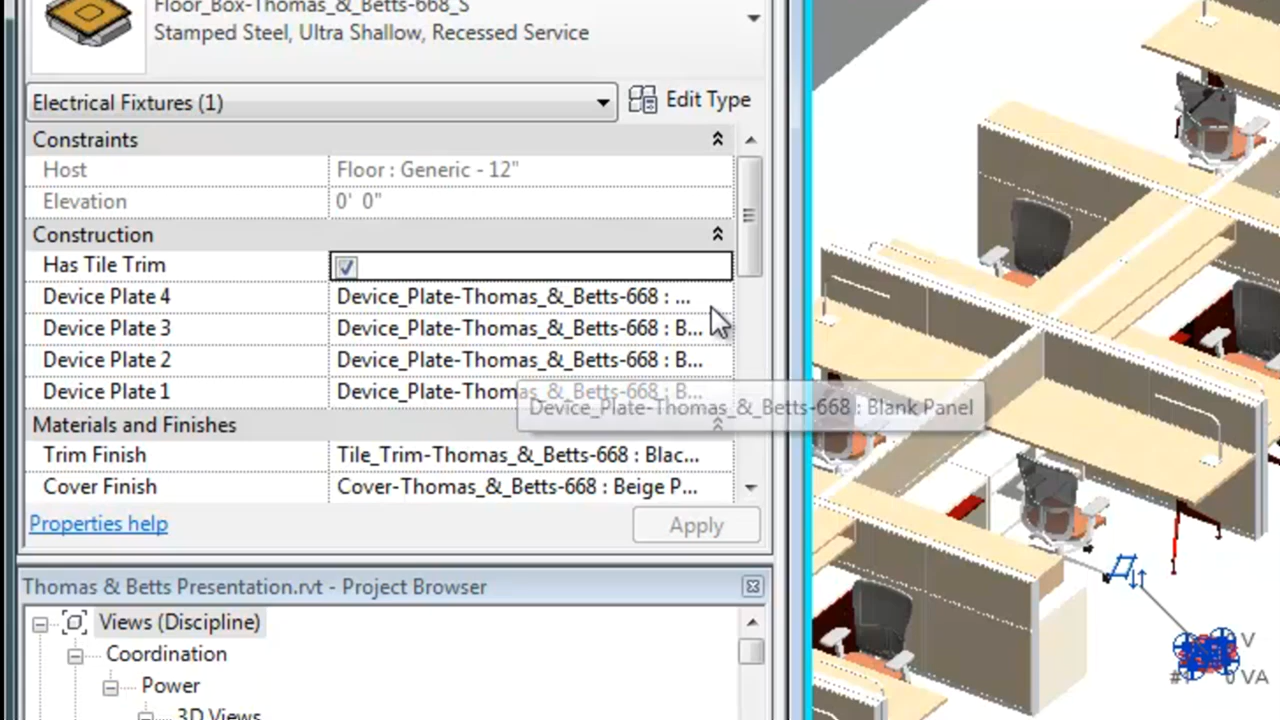 Floor_Box-Thomas_&_Betts-668_S
Stamped Steel, Ultra Shallow, Recessed Service
Electrical Fixtures (1)
Edit Type
Constraints
Host Floor : Generic - 12"
Elevation 0' 0"
Construction
Has Tile Trim
Device Plate 4 Device_Plate-Thomas_&_Betts-668 : ...
Device Plate 3 Device_Plate-Thomas_&_Betts-668 : B...
Device Plate 2 Device_Plate-Thomas_&_Betts-668 : B...
Device Plate 1 Device_Plate-Thomas_&_Betts-668 : B...
Device_Plate-Thomas_&_Betts-668 : Blank Panel
Materials and Finishes
Trim Finish Tile_Trim-Thomas_&_Betts-668 : Blac...
Cover Finish Cover-Thomas_&_Betts-668 : Beige P...
Properties help
Apply
Thomas & Betts Presentation.rvt - Project Browser
Views (Discipline)
Coordination
Power
3D Views
V
0 VA